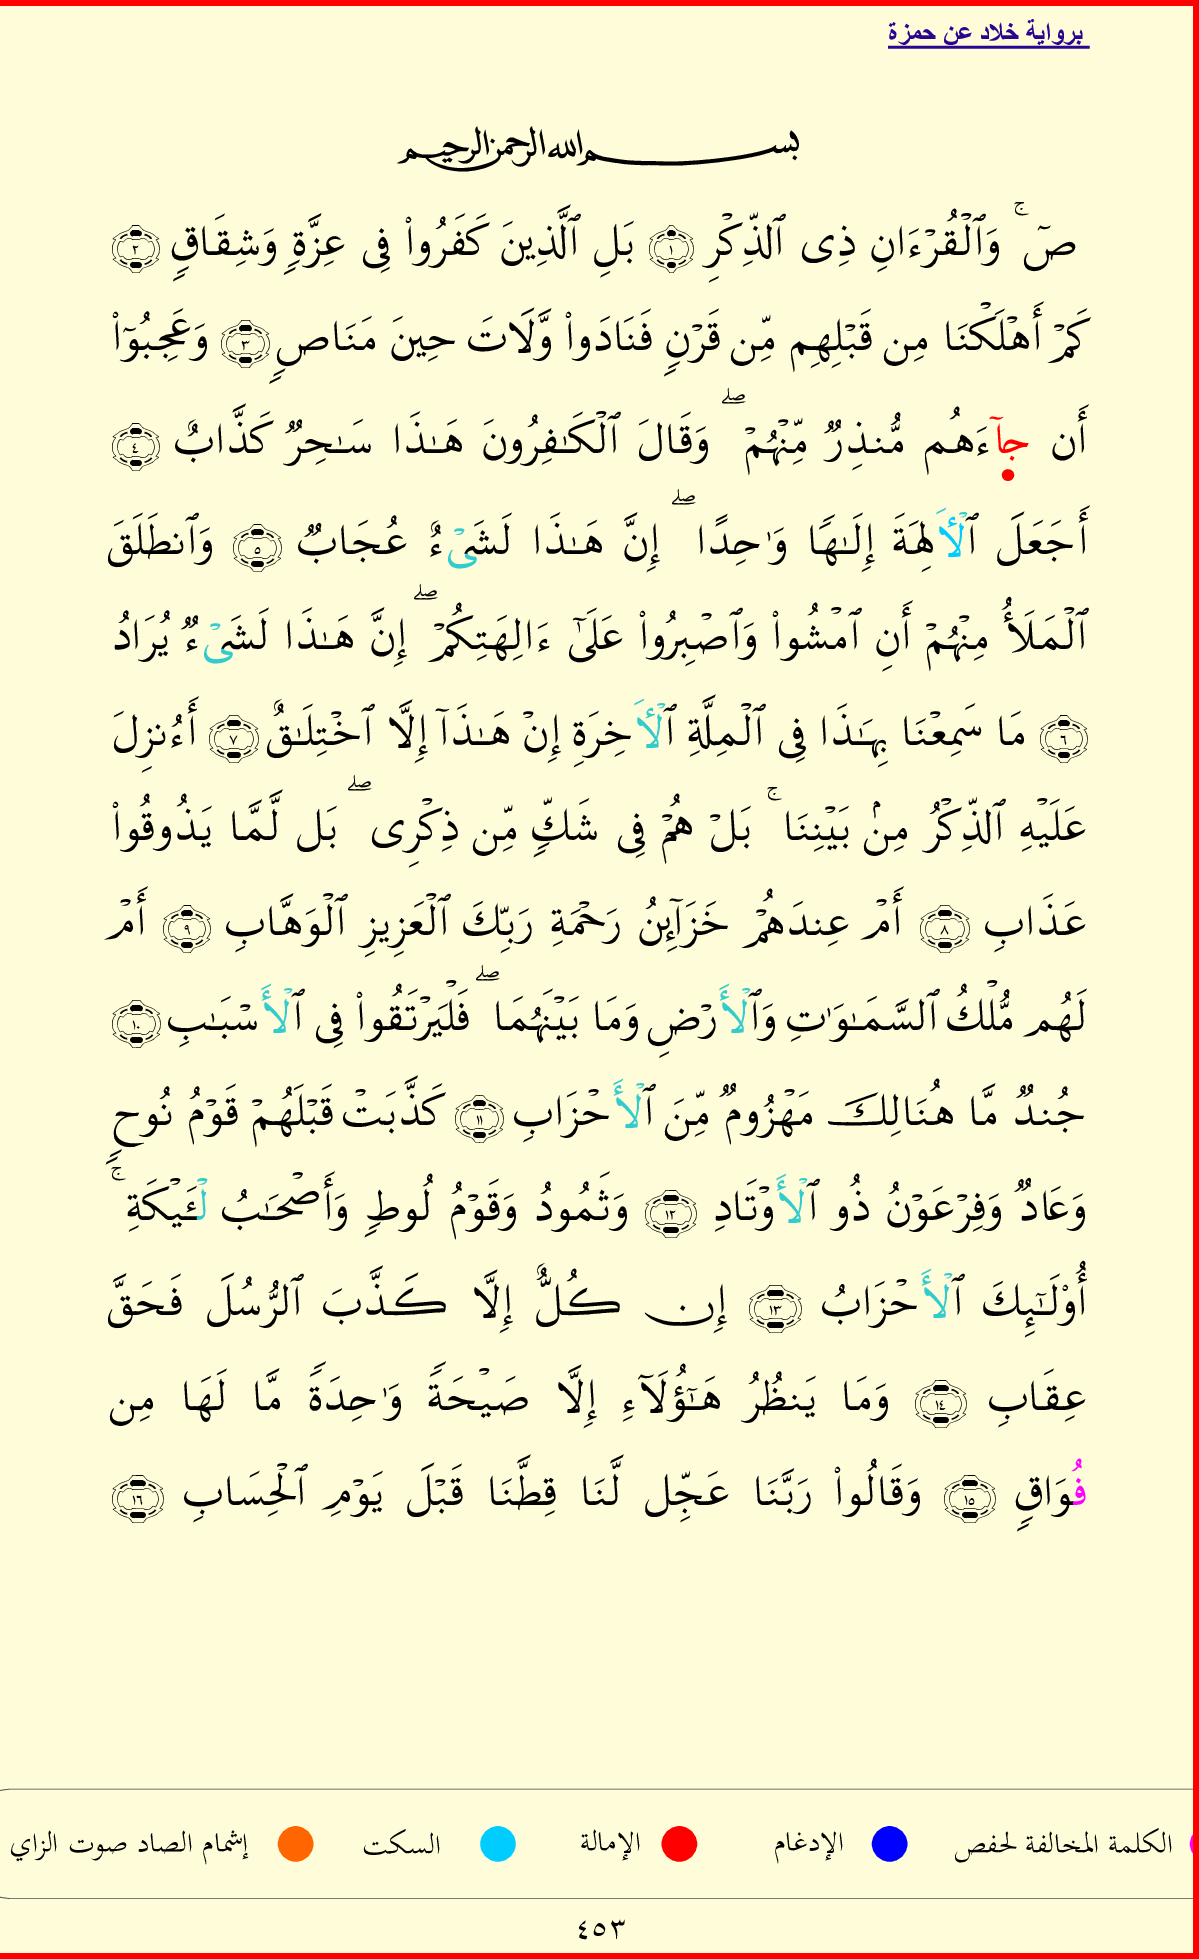 برواية خلاد عن حمزة
بسم الله الرحمن الرحيم
صٓ ۚ وَٱلْقُرْءَانِ ذِى ٱلذِّكْرِ ١ بَلِ ٱلَّذِينَ كَفَرُوا۟ فِى عِزَّةٍ وَشِقَاقٍ ٢
كَمْ أَهْلَكْنَا مِن قَبْلِهِم مِّن قَرْنٍ فَنَادَوا۟ وَّلَاتَ حِينَ مَنَاصٍ ٣ وَعَجِبُوٓا۟
أَن جَآءَهُم مُّنذِرٌ مِّنْهُمْ ۖ وَقَالَ ٱلْكَـٰفِرُونَ هَـٰذَا سَـٰحِرٌ كَذَّابٌ ٤
أَجَعَلَ ٱلْأَلِهَةَ إِلَـٰهًا وَٰحِدًا ۖ إِنَّ هَـٰذَا لَشَىْءٌ عُجَابٌ ٥ وَٱنطَلَقَ
ٱلْمَلَأُ مِنْهُمْ أَنِ ٱمْشُوا۟ وَٱصْبِرُوا۟ عَلَىٰٓ ءَالِهَتِكُمْ ۖ إِنَّ هَـٰذَا لَشَىْءٌ يُرَادُ
٦ مَا سَمِعْنَا بِهَـٰذَا فِى ٱلْمِلَّةِ ٱلْأَخِرَةِ إِنْ هَـٰذَآ إِلَّا ٱخْتِلَـٰقٌ ٧ أَءُنزِلَ
عَلَيْهِ ٱلذِّكْرُ مِنۢ بَيْنِنَا ۚ بَلْ هُمْ فِى شَكٍّ مِّن ذِكْرِى ۖ بَل لَّمَّا يَذُوقُوا۟
عَذَابِ ٨ أَمْ عِندَهُمْ خَزَآئِنُ رَحْمَةِ رَبِّكَ ٱلْعَزِيزِ ٱلْوَهَّابِ ٩ أَمْ
لَهُم مُّلْكُ ٱلسَّمَـٰوَٰتِ وَٱلْأَرْضِ وَمَا بَيْنَهُمَا ۖ فَلْيَرْتَقُوا۟ فِى ٱلْأَسْبَـٰبِ ١٠
جُندٌ مَّا هُنَالِكَ مَهْزُومٌ مِّنَ ٱلْأَحْزَابِ ١١ كَذَّبَتْ قَبْلَهُمْ قَوْمُ نُوحٍ
وَعَادٌ وَفِرْعَوْنُ ذُو ٱلْأَوْتَادِ ١٢ وَثَمُودُ وَقَوْمُ لُوطٍ وَأَصْحَـٰبُ لْـَٔيْكَةِ ۚ
أُو۟لَـٰٓئِكَ ٱلْأَحْزَابُ ١٣ إِن كُلٌّ إِلَّا كَذَّبَ ٱلرُّسُلَ فَحَقَّ
عِقَابِ ١٤ وَمَا يَنظُرُ هَـٰٓؤُلَآءِ إِلَّا صَيْحَةً وَٰحِدَةً مَّا لَهَا مِن
فُوَاقٍ ١٥ وَقَالُوا۟ رَبَّنَا عَجِّل لَّنَا قِطَّنَا قَبْلَ يَوْمِ ٱلْحِسَابِ ١٦
الكلمة المخالفة لحفص الإدغام الإمالة السكت إشمام الصاد صوت الزاي
٤٥٣